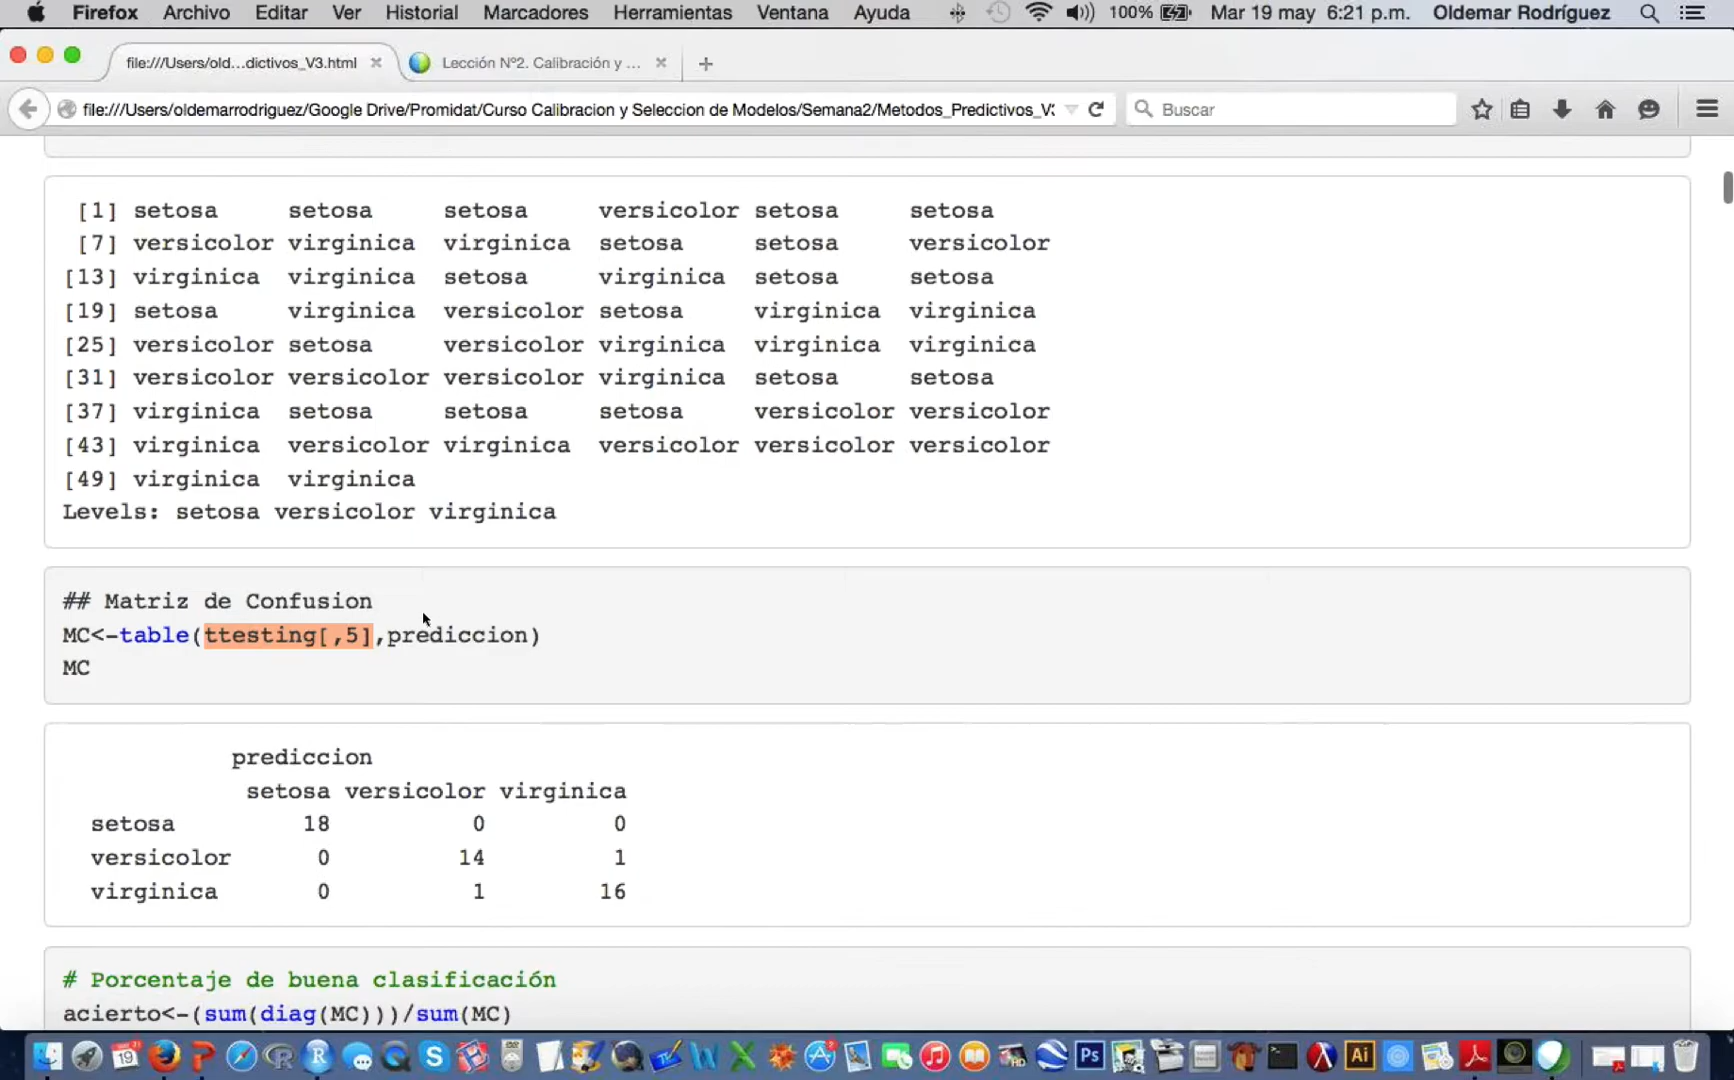 Firefox Archivo Editar Ver Historial Marcadores Herramientas Ventana Ayuda 100% Mar 19 may 6:21 p.m. Oldemar Rodríguez
file:///Users/old...dictivos_V3.html Lección Nº2. Calibración y ...
file:///Users/oldemarrodriguez/Google Drive/Promidat/Curso Calibracion y Seleccion de Modelos/Semana2/Metodos_Predictivos_V: Buscar
[1] setosa setosa setosa versicolor setosa setosa
[7] versicolor virginica virginica setosa setosa versicolor
[13] virginica virginica setosa virginica setosa setosa
[19] setosa virginica versicolor setosa virginica virginica
[25] versicolor setosa versicolor virginica virginica virginica
[31] versicolor versicolor versicolor virginica setosa setosa
[37] virginica setosa setosa setosa versicolor versicolor
[43] virginica versicolor virginica versicolor versicolor versicolor
[49] virginica virginica
Levels: setosa versicolor virginica
## Matriz de Confusion
MC<-table(ttesting[,5],prediccion)
MC
prediccion
setosa versicolor virginica
setosa 18 0 0
versicolor 0 14 1
virginica 0 1 16
# Porcentaje de buena clasificación
acierto<-(sum(diag(MC)))/sum(MC)